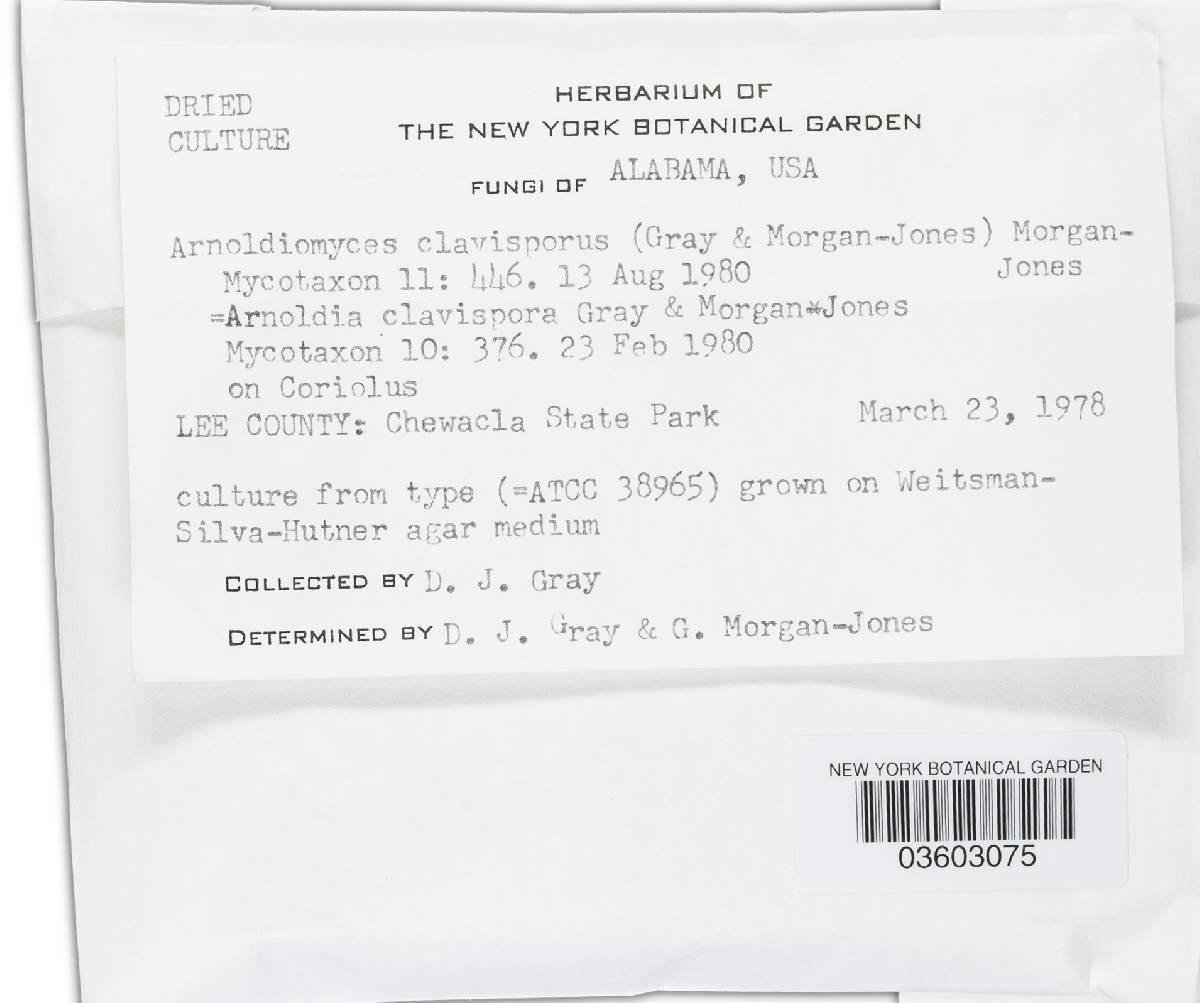 DRIED
CULTURE
HERBARIUM OF
THE NEW YORK BOTANICAL GARDEN
FUNGI OF ALABAMA, USA
Arnoldiomyces clavisporus (Gray & Morgan-Jones) Morgan-
Mycotaxon 11: 446. 13 Aug 1980 Jones
=Arnoldia clavispora Gray & Morgan*Jones
Mycotaxon 10: 376. 23 Feb 1980
on Coriolus
LEE COUNTY: Chewacla State Park March 23, 1978
culture from type (=ATCC 38965) grown on Weitsman-
Silva-Hutner agar medium
COLLECTED BY D. J. Gray
DETERMINED BY D. J. Gray & G. Morgan-Jones
NEW YORK BOTANICAL GARDEN
03603075